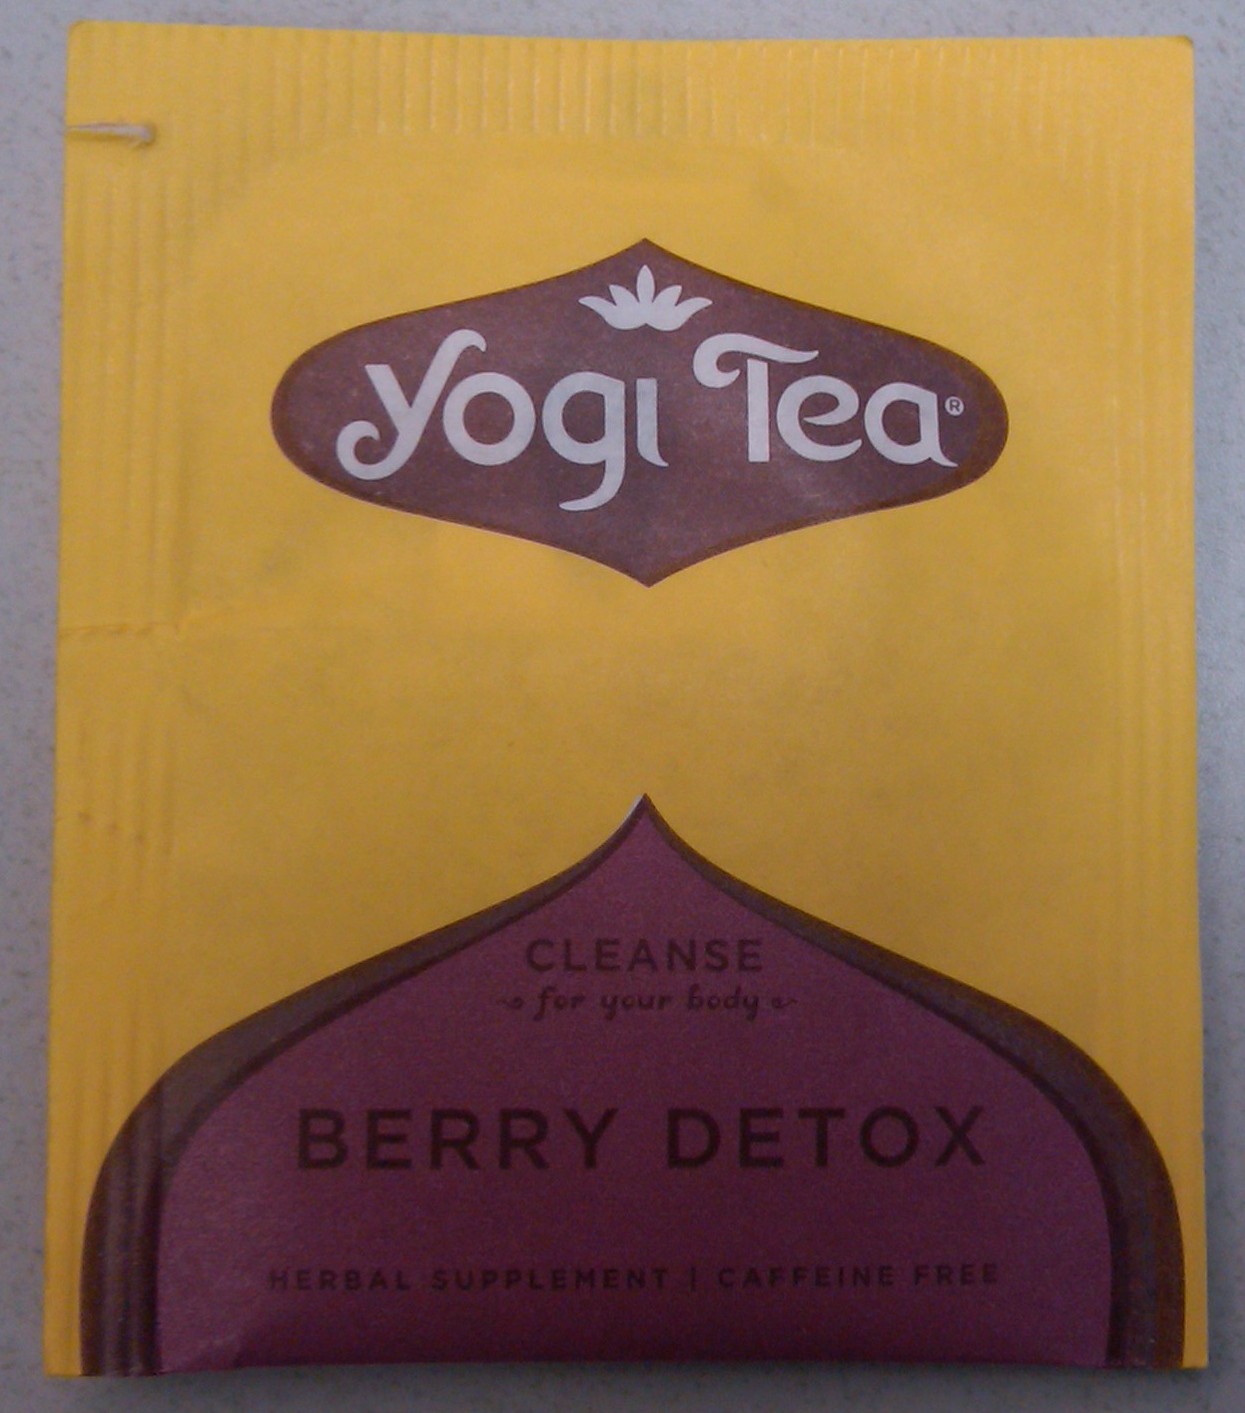 yogi Tea®
CLEANSE
for your body
BERRY DETOX
HERBAL SUPPLEMENT | CAFFEINE FREE